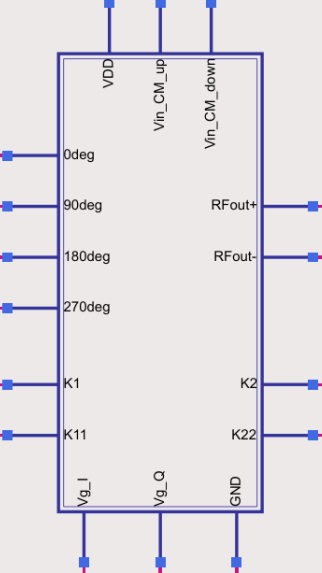 VDD
Vin_CM_up
Vin_CM_down
0deg
90deg
RFout+
180deg
RFout-
270deg
K1
K2
K11
K22
Vg_I
Vg_Q
GND